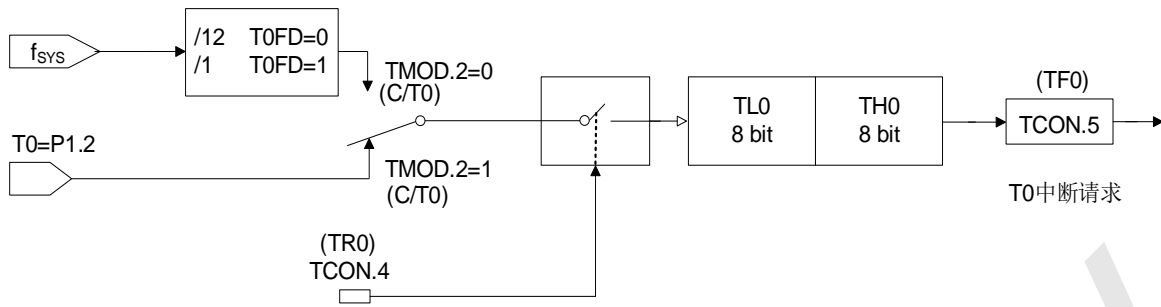 fSYS
/12 T0FD=0
/1 T0FD=1
TMOD.2=0
(C/T0)
T0=P1.2
TMOD.2=1
(C/T0)
(TR0)
TCON.4
TL0
8 bit
TH0
8 bit
(TF0)
TCON.5
T0中断请求